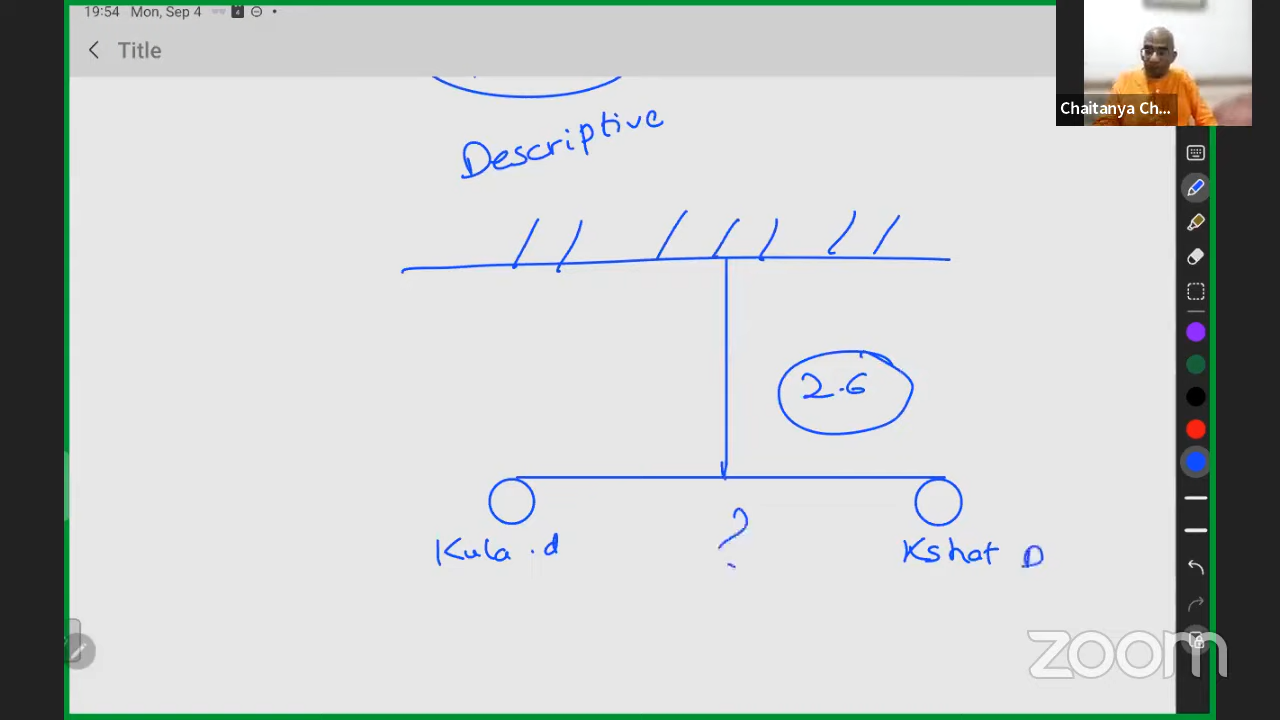 19:54 Mon, Sep 4
Title
Chaitanya Ch...
Descriptive
2.6
?
Kula.d
Kshat D
zoom